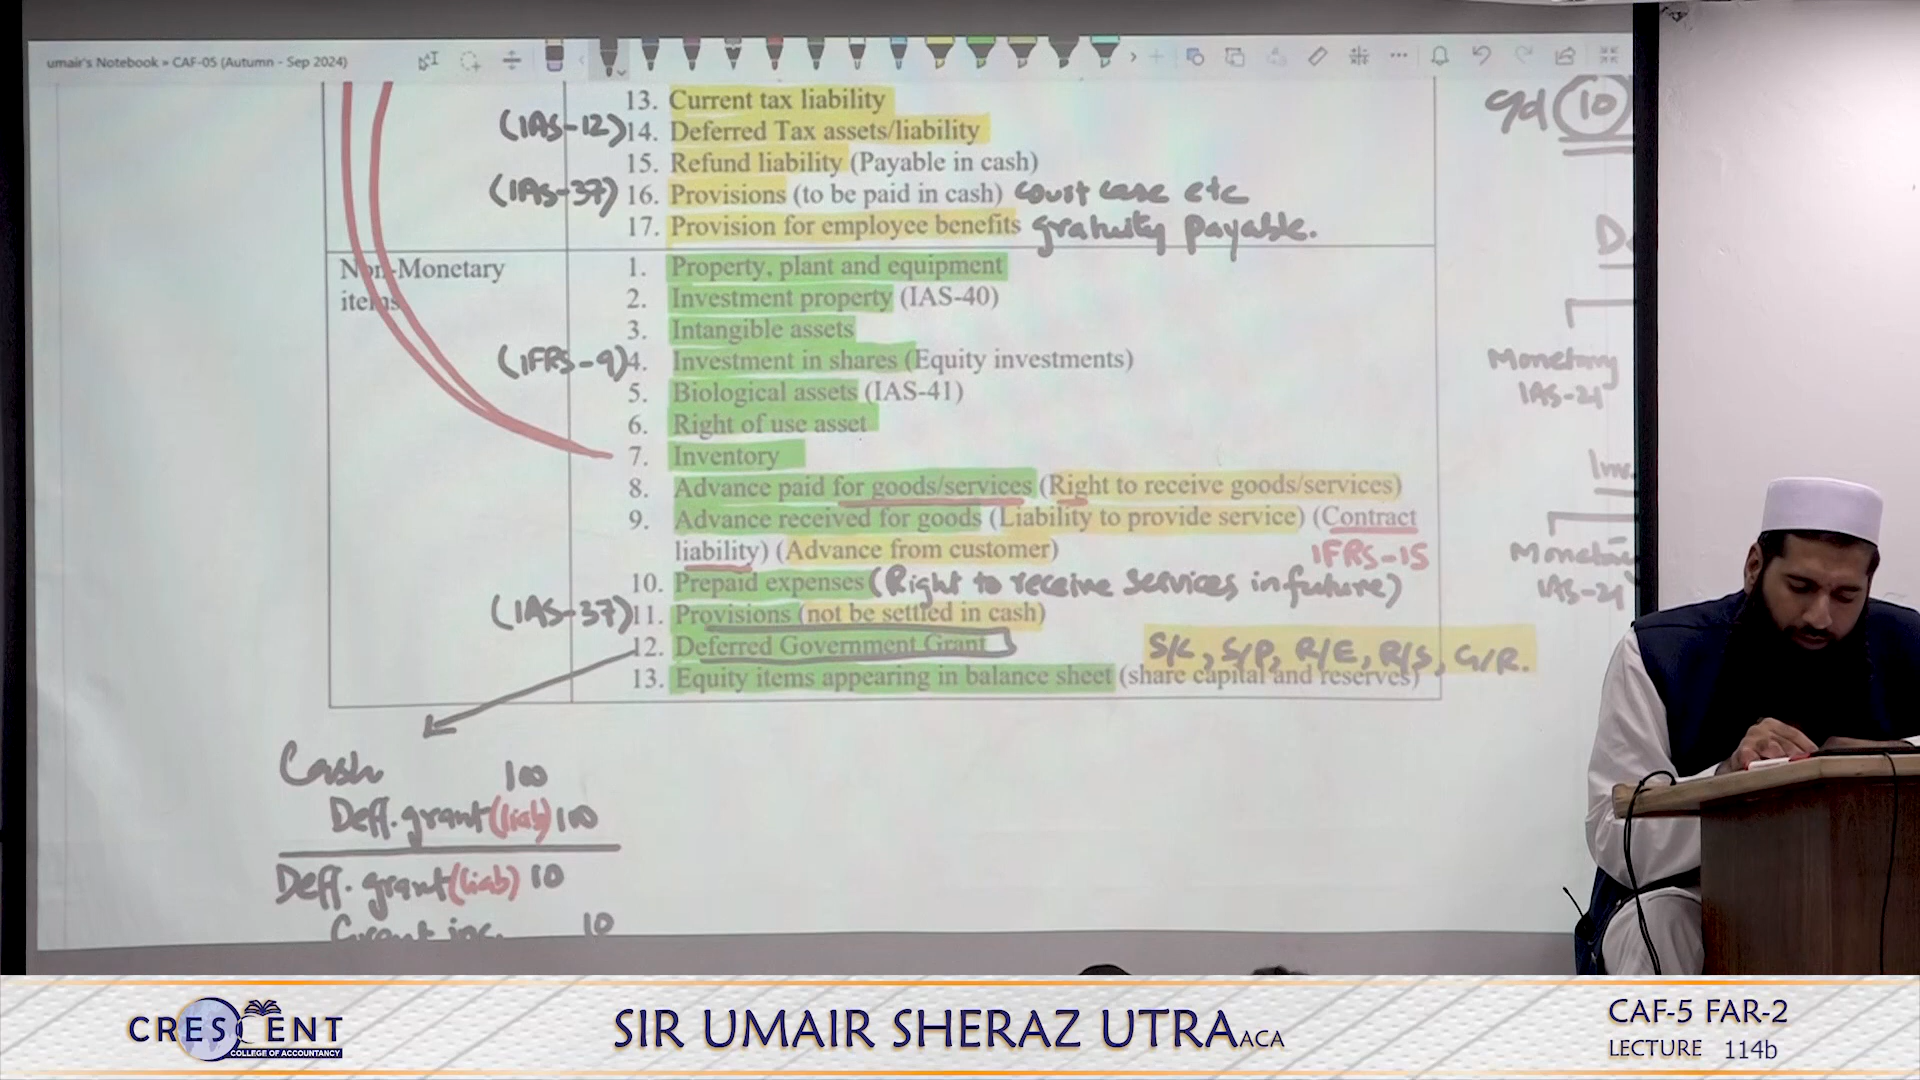 umair's Notebook » CAF-05 (Autumn - Sep 2024)
13. Current tax liability
(IAS-12) 14. Deferred Tax assets/liability
15. Refund liability (Payable in cash)
(IAS-37) 16. Provisions (to be paid in cash) court case etc
17. Provision for employee benefits gratuity payable.
Non-Monetary items
1. Property, plant and equipment
2. Investment property (IAS-40)
3. Intangible assets
(IFRS-9) 4. Investment in shares (Equity investments)
5. Biological assets (IAS-41)
6. Right of use asset
7. Inventory
8. Advance paid for goods/services (Right to receive goods/services)
9. Advance received for goods (Liability to provide service) (Contract
liability) (Advance from customer)
IFRS-15
10. Prepaid expenses (Right to receive services in future)
(IAS-37) 11. Provisions (not be settled in cash)
12. Deferred Government Grant
S/C, S/P, R/E, R/S, G/R.
13. Equity items appearing in balance sheet (share capital and reserves)
Cash 100
Deff. grant (liab) 100
Deff. grant (liab) 10
Grant inc. 10
10
Monetary
IAS-21
IAS-21
CRESCENT
COLLEGE OF ACCOUNTANCY
SIR UMAIR SHERAZ UTRA ACA
CAF-5 FAR-2
LECTURE 114b